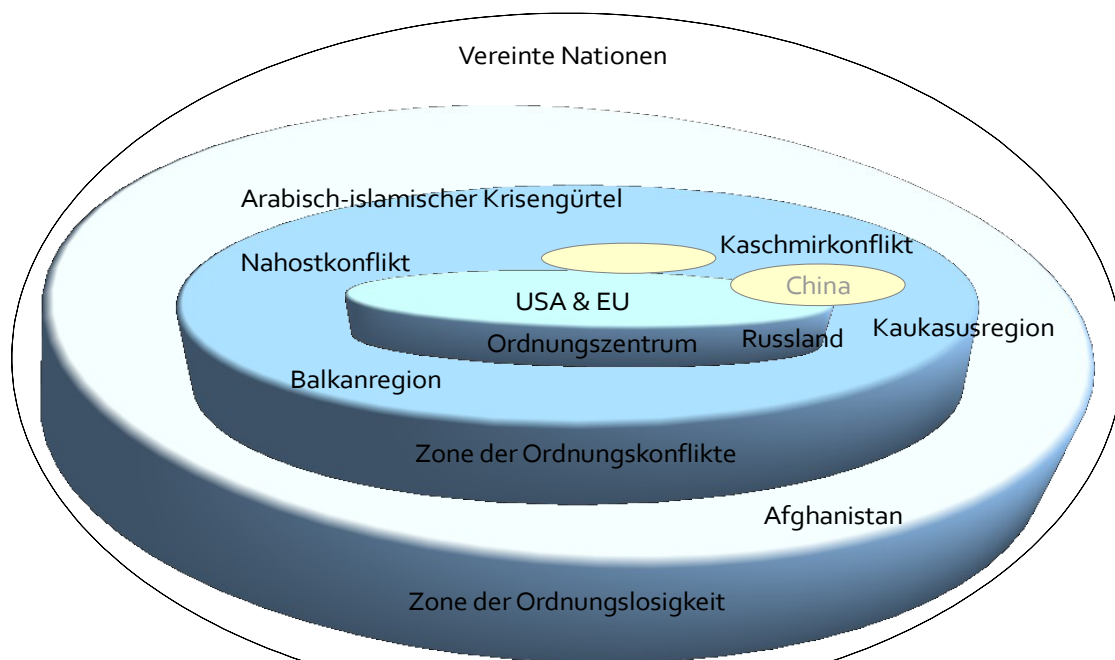 Vereinte Nationen
Arabisch-islamischer Krisengürtel
Kaschmirkonflikt
Nahostkonflikt
China
USA & EU
Kaukasusregion
Ordnungszentrum
Russland
Balkanregion
Zone der Ordnungskonflikte
Afghanistan
Zone der Ordnungslosigkeit